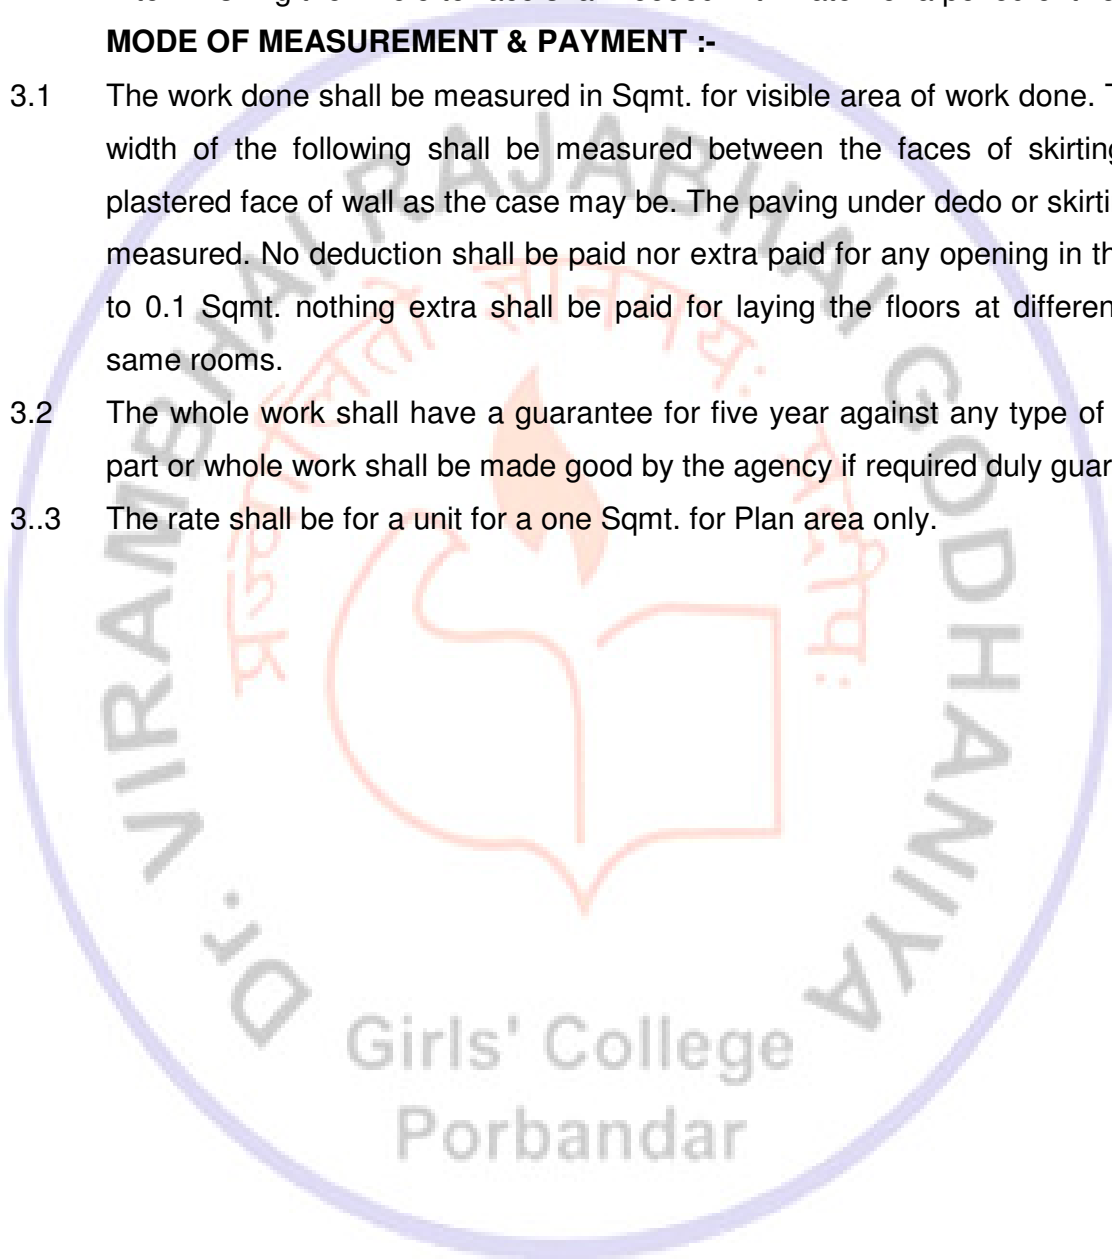 MODE OF MEASUREMENT & PAYMENT :-
3.1 The work done shall be measured in Sqmt. for visible area of work done.
width of the following shall be measured between the faces of skirting
plastered face of wall as the case may be. The paving under dedo or
measured. No deduction shall be paid nor extra paid for any opening in
to 0.1 Sqmt. nothing extra shall be paid for laying the floors at
same rooms.
3.2 The whole work shall have a guarantee for five year against any type of
part or whole work shall be made good by the agency if required duly
3..3 The rate shall be for a unit for a one Sqmt. for Plan area only.
Dr. VIRAMBHAI RAJABHAI GODHANIYA
Girls' College
Porbandar